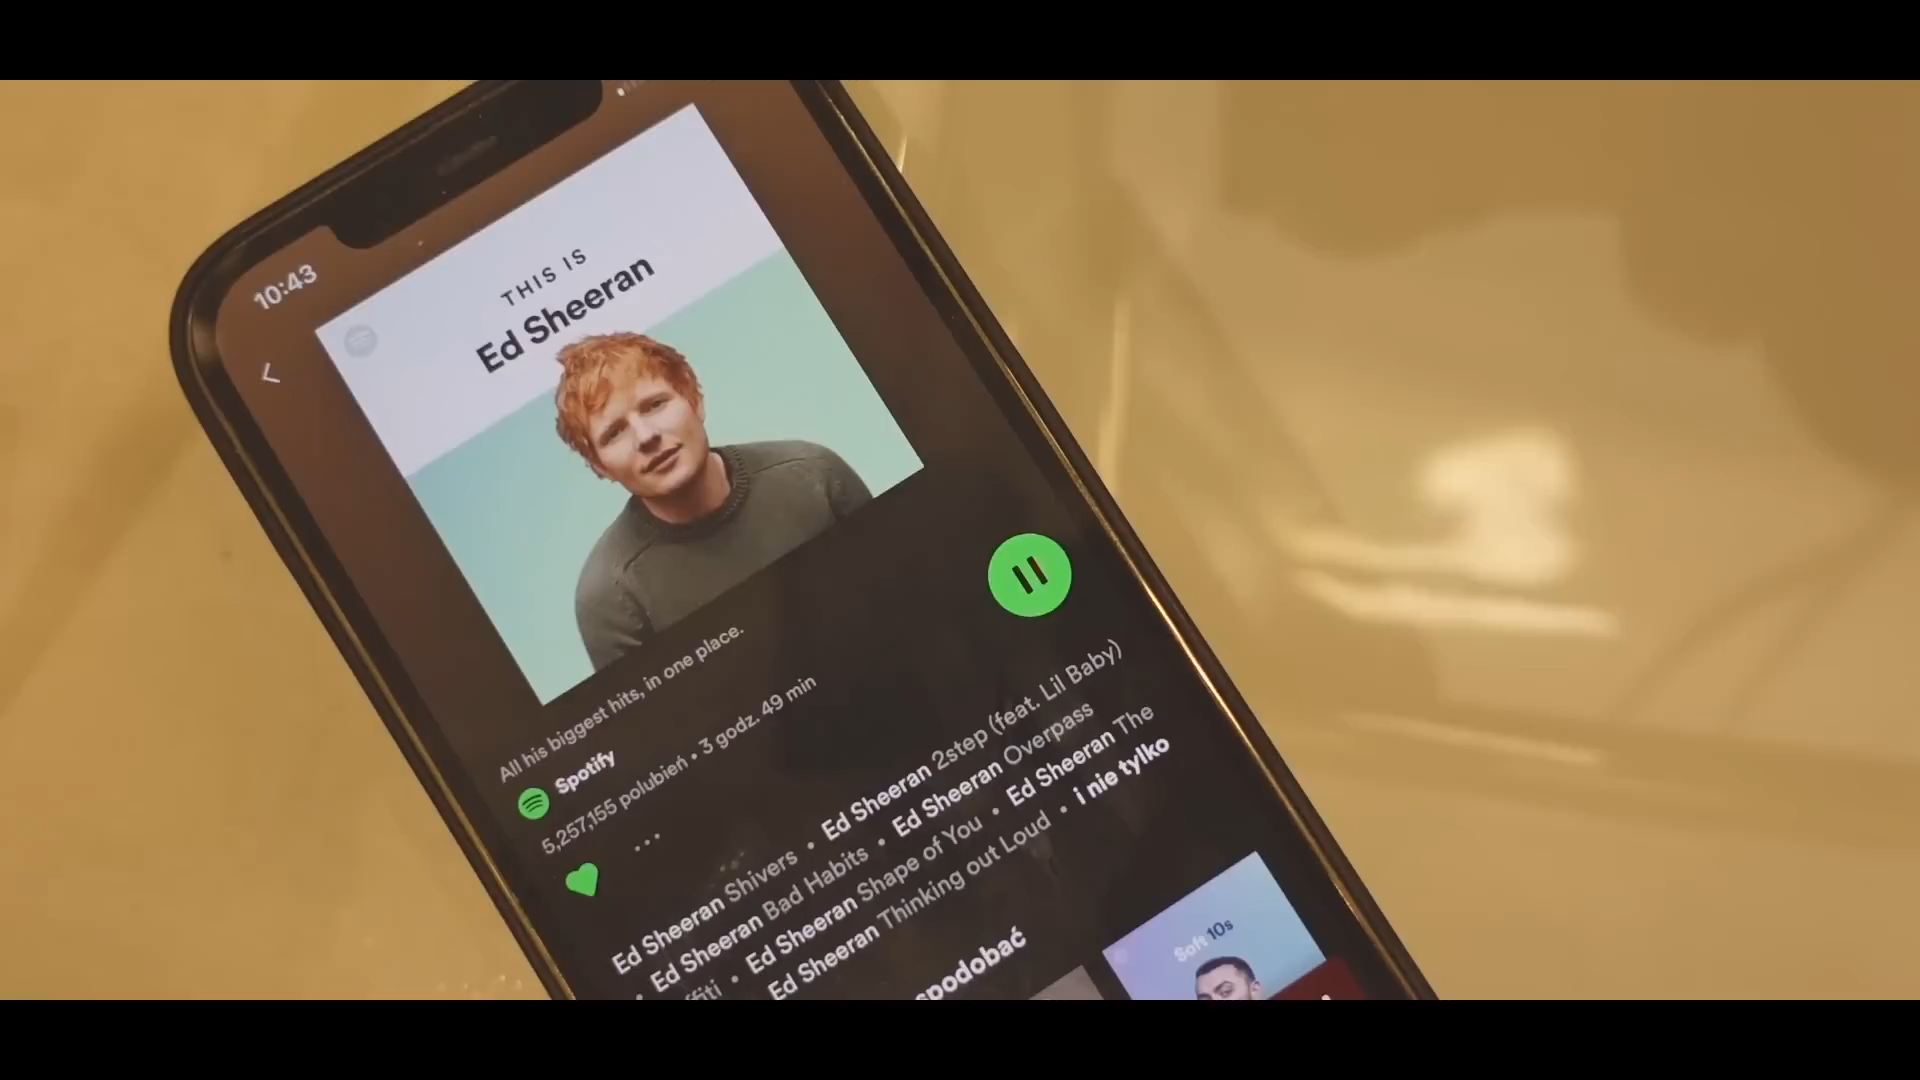 10:43
THIS IS
Ed Sheeran
All his biggest hits, in one place.
Spotify
5,257,155 polubień • 3 godz. 49 min
Ed Sheeran Shivers • Ed Sheeran 2step (feat. Lil Baby)
• Ed Sheeran Bad Habits • Ed Sheeran Overpass
Ed Sheeran Shape of You • Ed Sheeran The
Ed Sheeran Thinking out Loud • i nie tylko
spodobać
Soft 10s